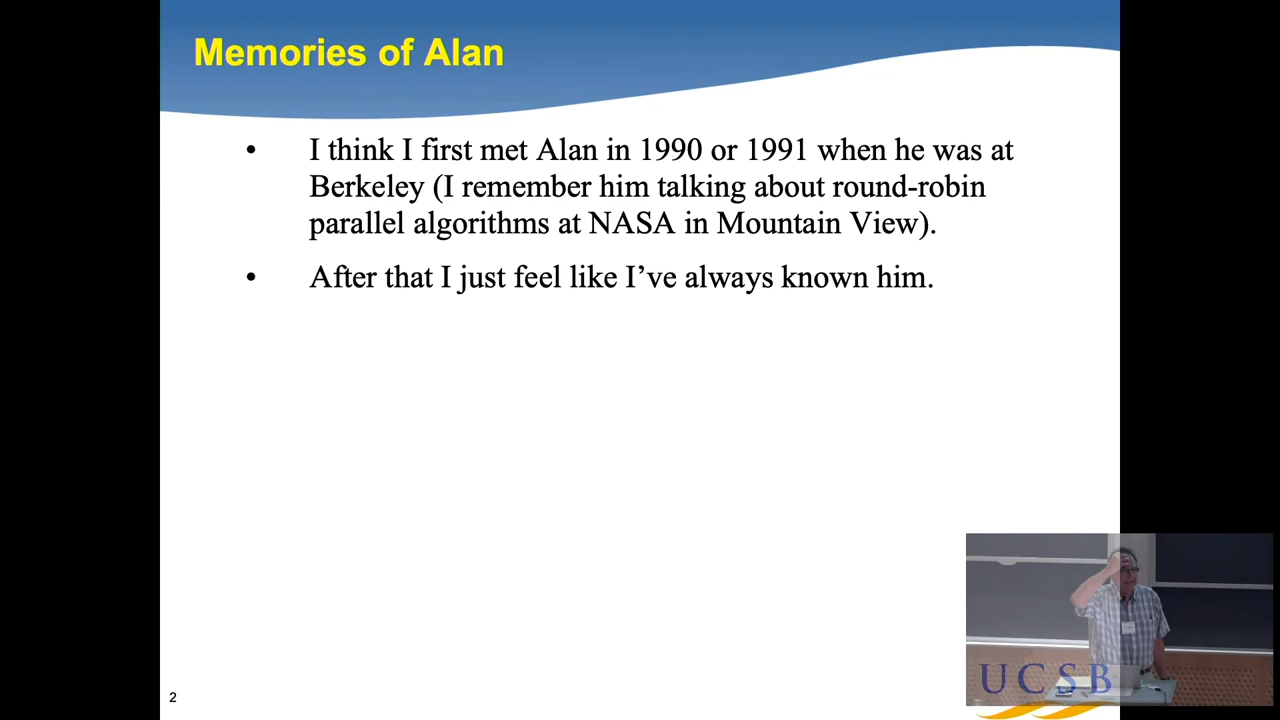 Memories of Alan
• I think I first met Alan in 1990 or 1991 when he was at
Berkeley (I remember him talking about round-robin
parallel algorithms at NASA in Mountain View).
• After that I just feel like I’ve always known him.
2
UCSB